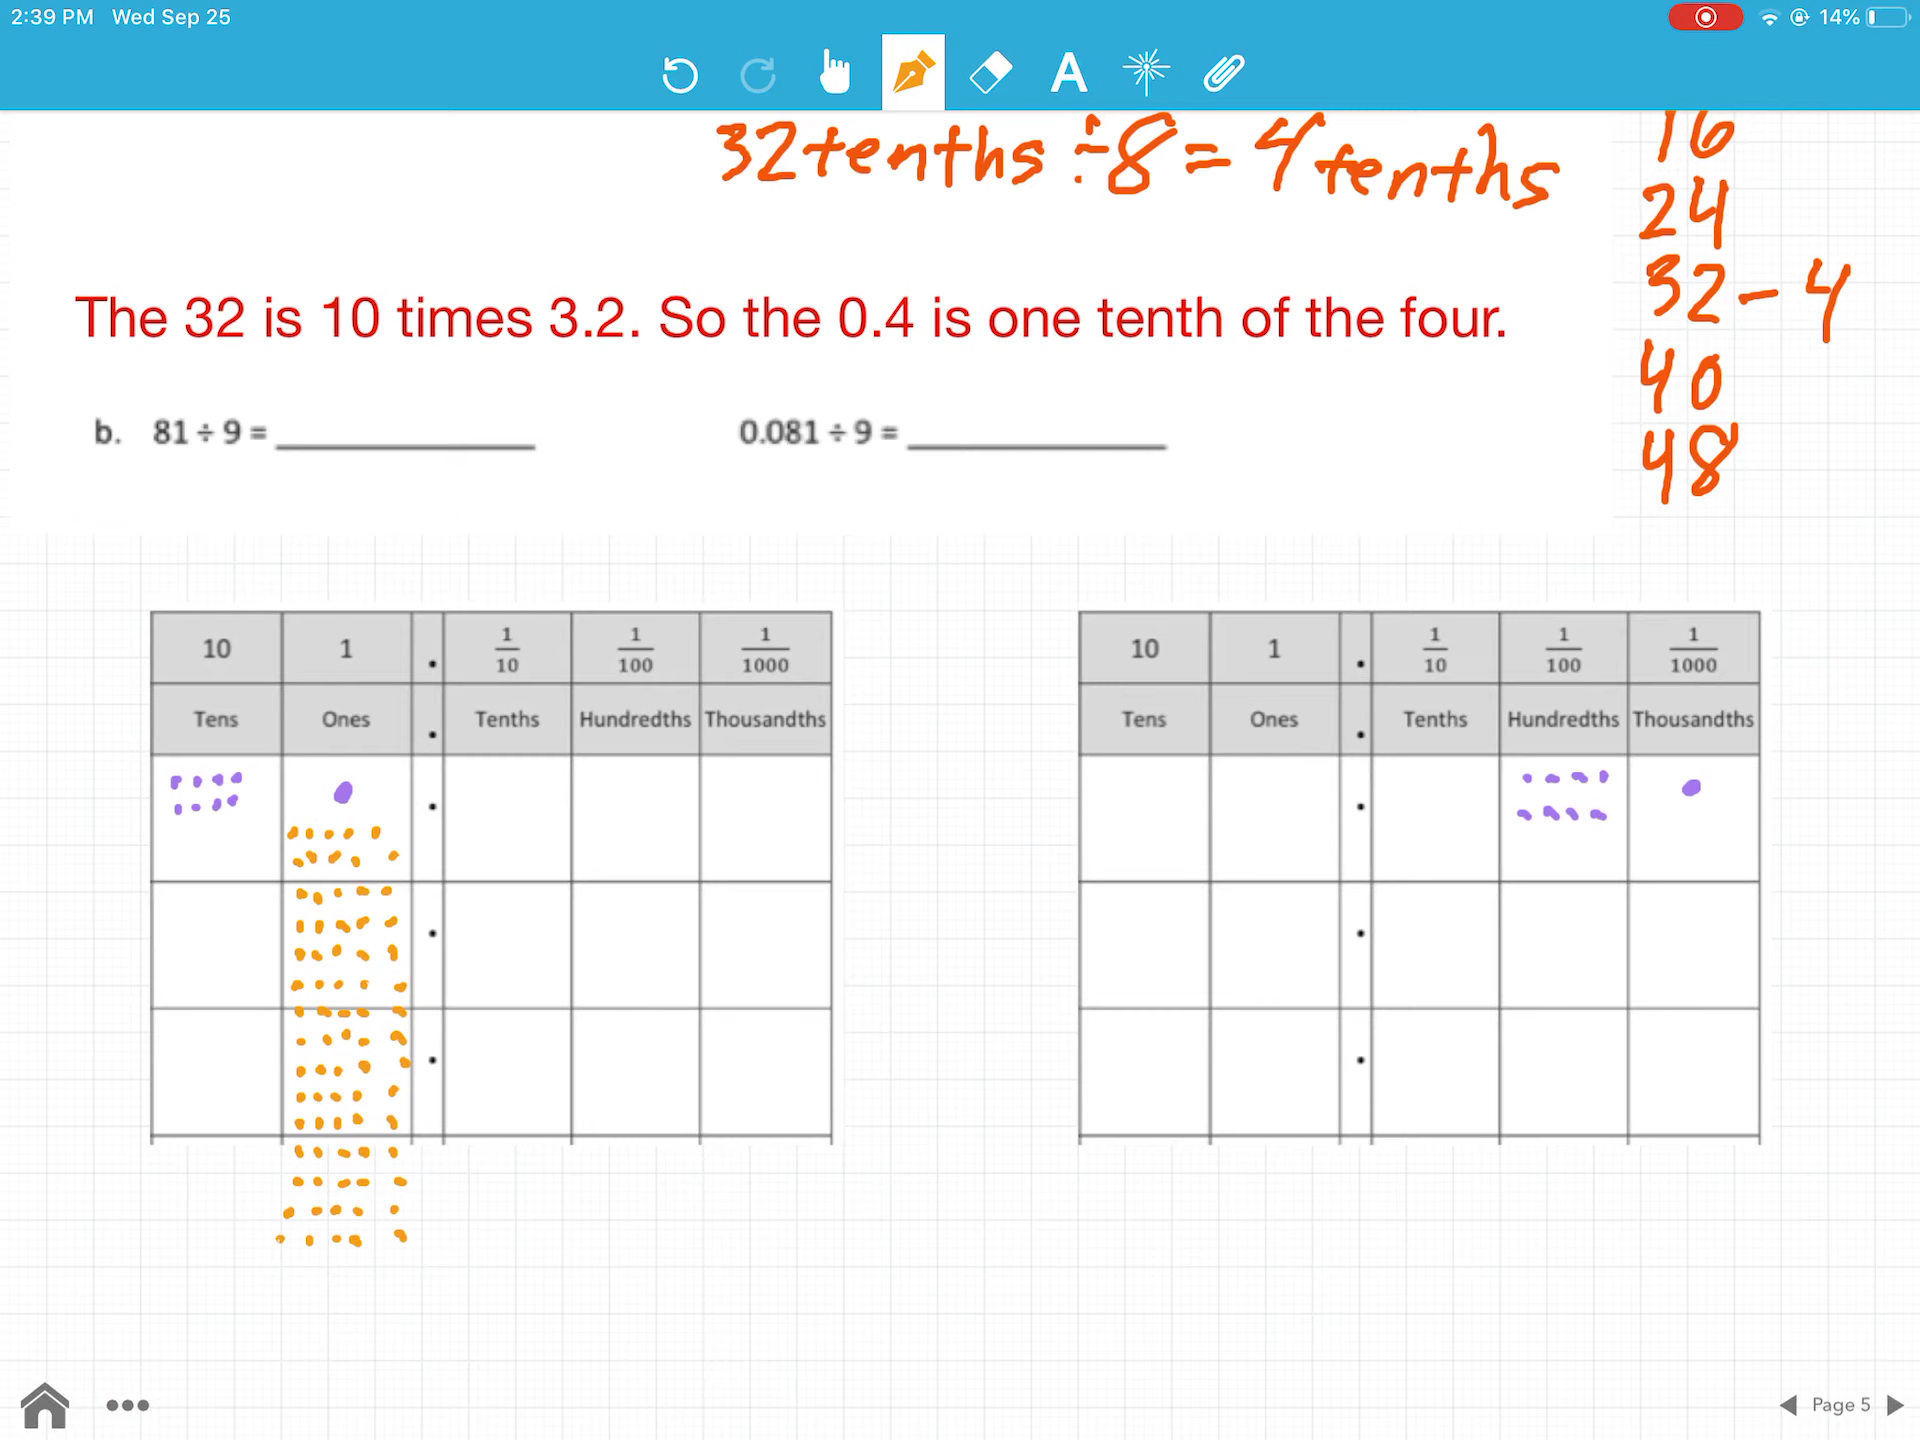 2:39 PM Wed Sep 25 14%
A
32 tenths ÷ 8 = 4 tenths
16
24
32 - 4
40
48
The 32 is 10 times 3.2. So the 0.4 is one tenth of the four.
b. 81 ÷ 9 = ____________ 0.081 ÷ 9 = ____________
10 1 . 1/10 1/100 1/1000
Tens Ones . Tenths Hundredths Thousandths
10 1 . 1/10 1/100 1/1000
Tens Ones . Tenths Hundredths Thousandths
Page 5